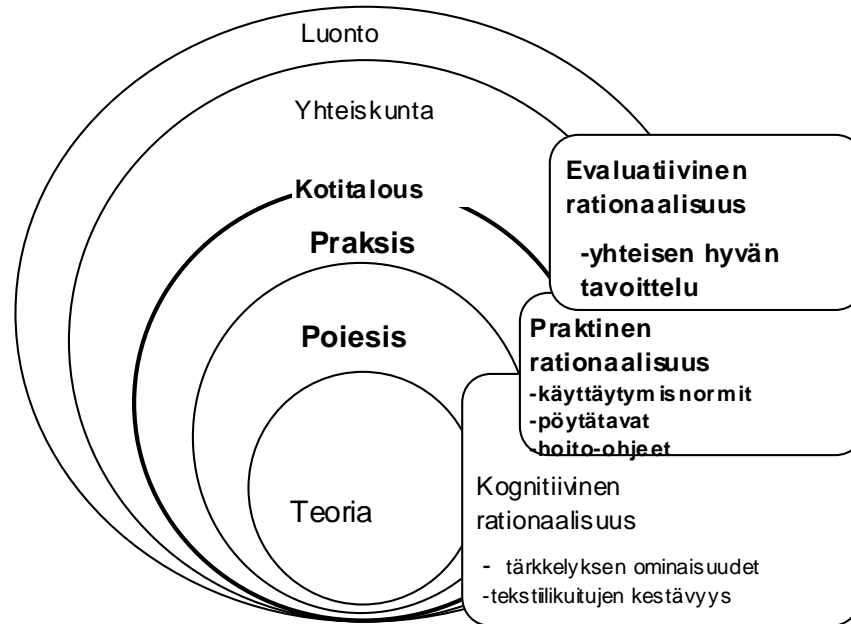 Luonto
Yhteiskunta
Kotitalous
Praksis
Poiesis
Teoria
Evaluatiivinen
rationaalisuus
-yhteisen hyvän
tavoittelu
Praktinen
rationaalisuus
-käyttäytymisnormit
-pöytätavat
-hoito-ohjeet
Kognitiivinen
rationaalisuus
- tärkkelyksen ominaisuudet
-tekstiilikuitujen kestävyys